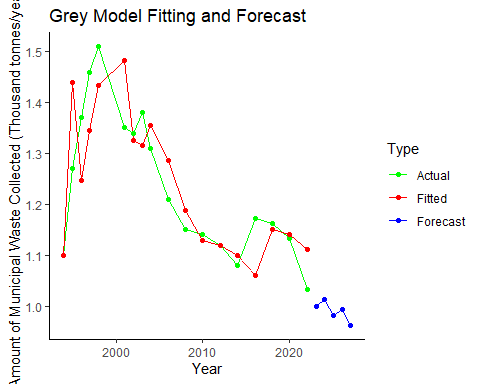 Grey Model Fitting and Forecast
Amount of Municipal Waste Collected (Thousand tonnes/yea
1.5
1.4
1.3
1.2
1.1
1.0
2000 2010 2020
Year
Type
Actual
Fitted
Forecast